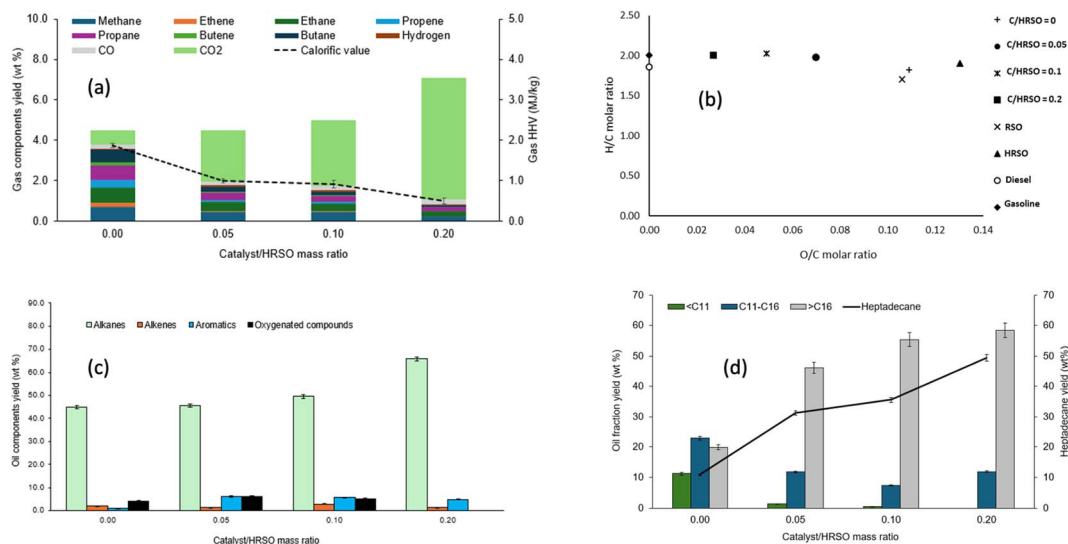 Methane Ethene Ethane Propene
Propane Butene Butane Hydrogen
CO CO2 Calorific value
Gas components yield (wt %)
10.0
8.0
6.0
4.0
2.0
0.0
(a)
5.0
4.0
3.0
2.0
1.0
0.0
Gas HHV (MJ/kg)
0.00 0.05 0.10 0.20
Catalyst/HRSO mass ratio
H/C molar ratio
2.50
2.00
1.50
1.00
0.50
0.00
(b)
0.00 0.02 0.04 0.06 0.08 0.10 0.12 0.14
O/C molar ratio
C/HRSO = 0
C/HRSO = 0.05
C/HRSO = 0.1
C/HRSO = 0.2
RSO
HRSO
Diesel
Gasoline
Oil components yield (wt %)
90.0
80.0
70.0
60.0
50.0
40.0
30.0
20.0
10.0
0.0
Alkanes Alkenes Aromatics Oxygenated compounds
(c)
0.00 0.05 0.10 0.20
Catalyst/HRSO mass ratio
Oil fraction yield (wt %)
70
60
50
40
30
20
10
0
<C11 C11-C16 >C16 Heptadecane
(d)
70
60
50
40
30
20
10
0
Heptadecane yield (wt%)
0.00 0.05 0.10 0.20
Catalyst/HRSO mass ratio